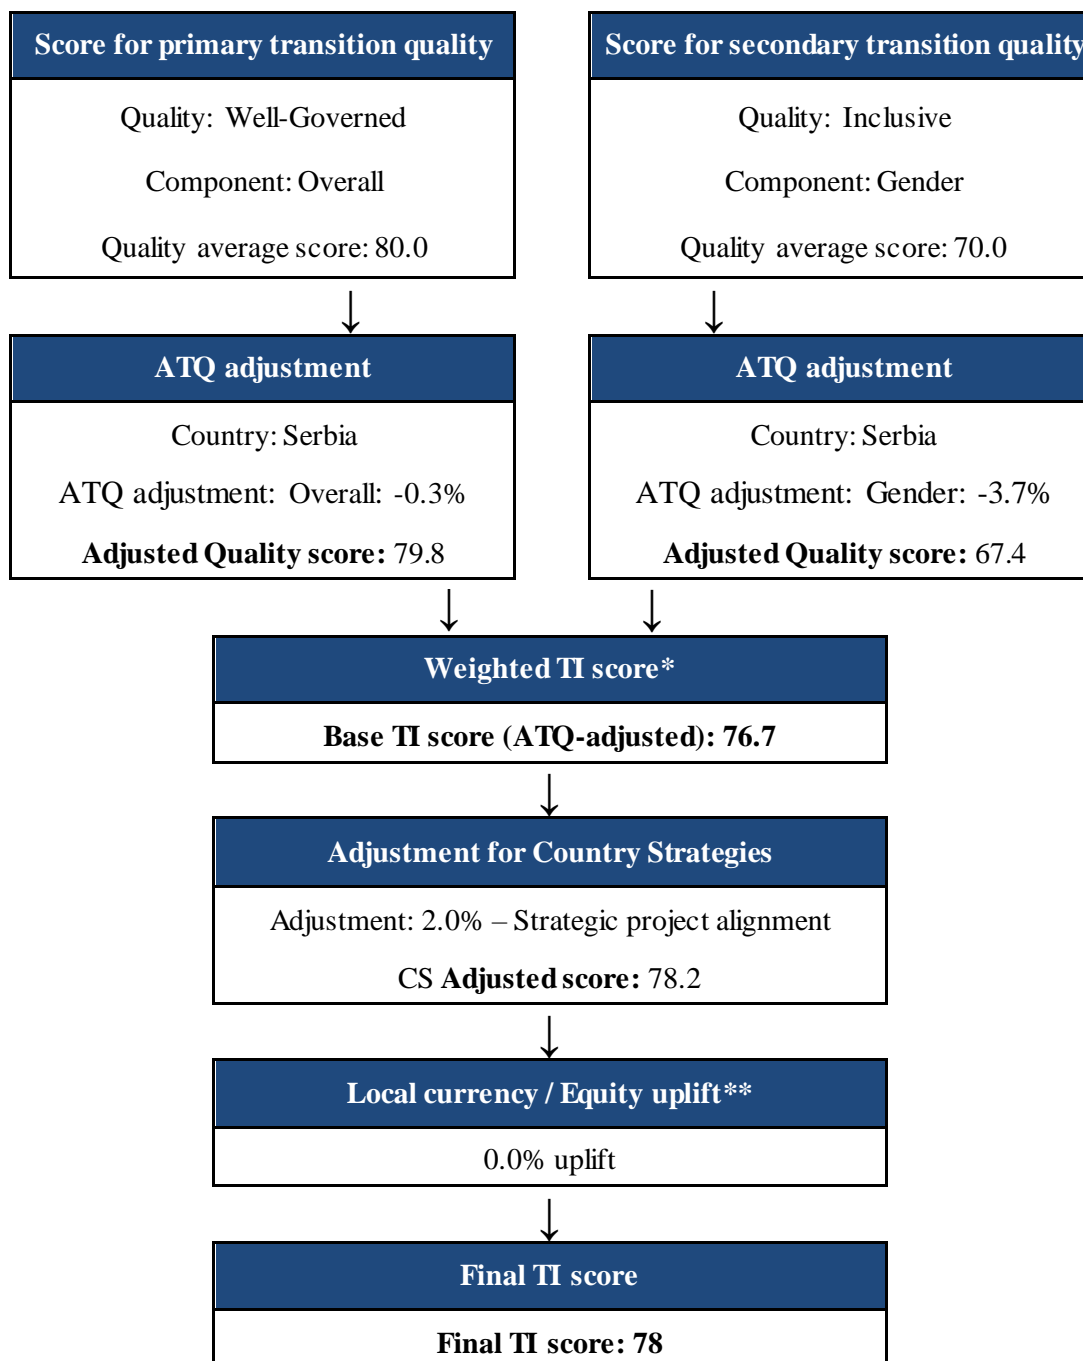 Score for primary transition quality
Quality: Well-Governed
Component: Overall
Quality average score: 80.0
Score for secondary transition quality
Quality: Inclusive
Component: Gender
Quality average score: 70.0
ATQ adjustment
Country: Serbia
ATQ adjustment: Overall: -0.3%
Adjusted Quality score: 79.8
ATQ adjustment
Country: Serbia
ATQ adjustment: Gender: -3.7%
Adjusted Quality score: 67.4
Weighted TI score*
Base TI score (ATQ-adjusted): 76.7
Adjustment for Country Strategies
Adjustment: 2.0% – Strategic project alignment
CS Adjusted score: 78.2
Local currency / Equity uplift**
0.0% uplift
Final TI score
Final TI score: 78